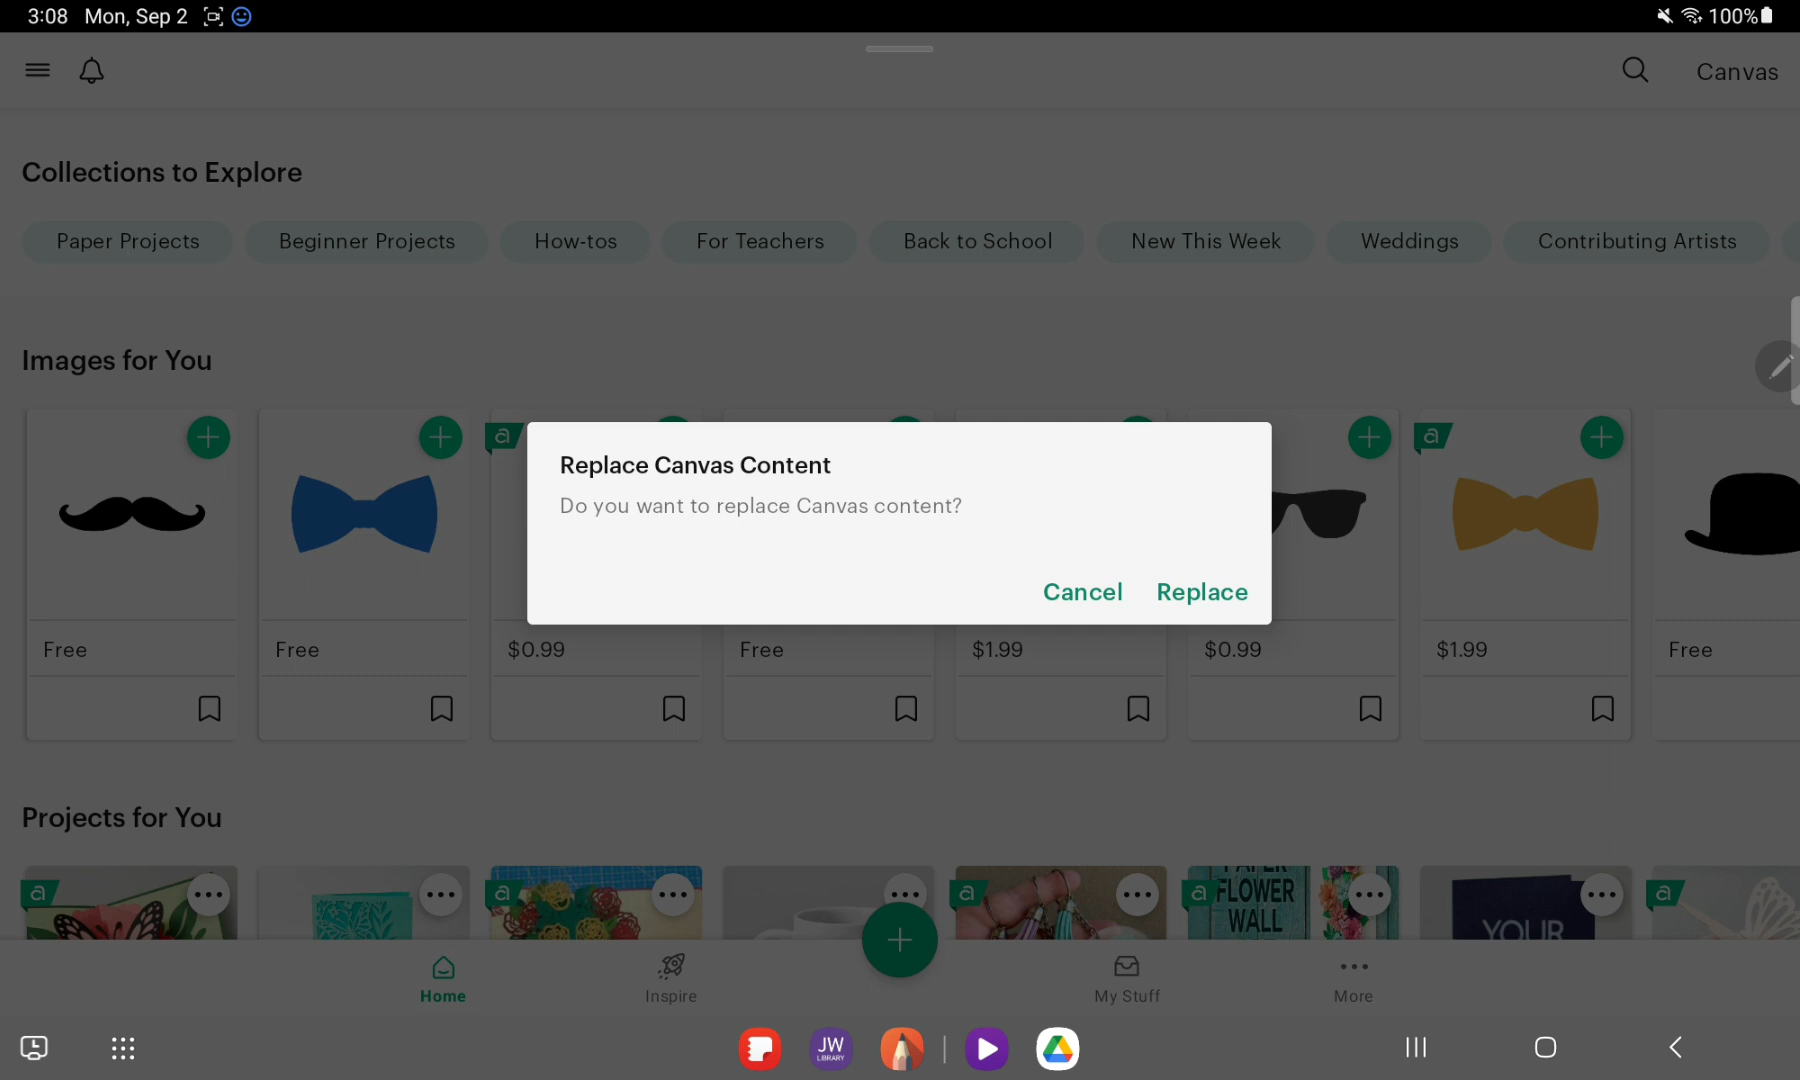 3:08 Mon, Sep 2 100%
Canvas
Collections to Explore
Paper Projects Beginner Projects How-tos For Teachers Back to School New This Week Weddings Contributing Artists
Images for You
a a
Replace Canvas Content
Do you want to replace Canvas content?
Cancel Replace
Free Free $0.99 Free $1.99 $0.99 $1.99 Free
Projects for You
a a a a a
PAPER
FLOWER
WALL
YOUR
Home Inspire My Stuff More
JW
LIBRARY